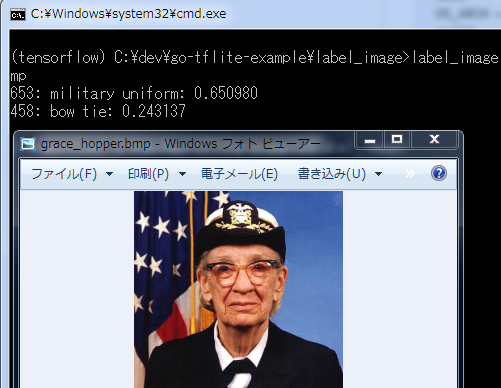 C:\Windows\system32\cmd.exe
(tensorflow) C:¥dev¥go-tflite-example¥label_image>label_image
mp
653: military uniform: 0.650980
458: bow tie: 0.243137
grace_hopper.bmp - Windows フォト ビューアー
ファイル(F) 印刷(P) 電子メール(E) 書き込み(U) »